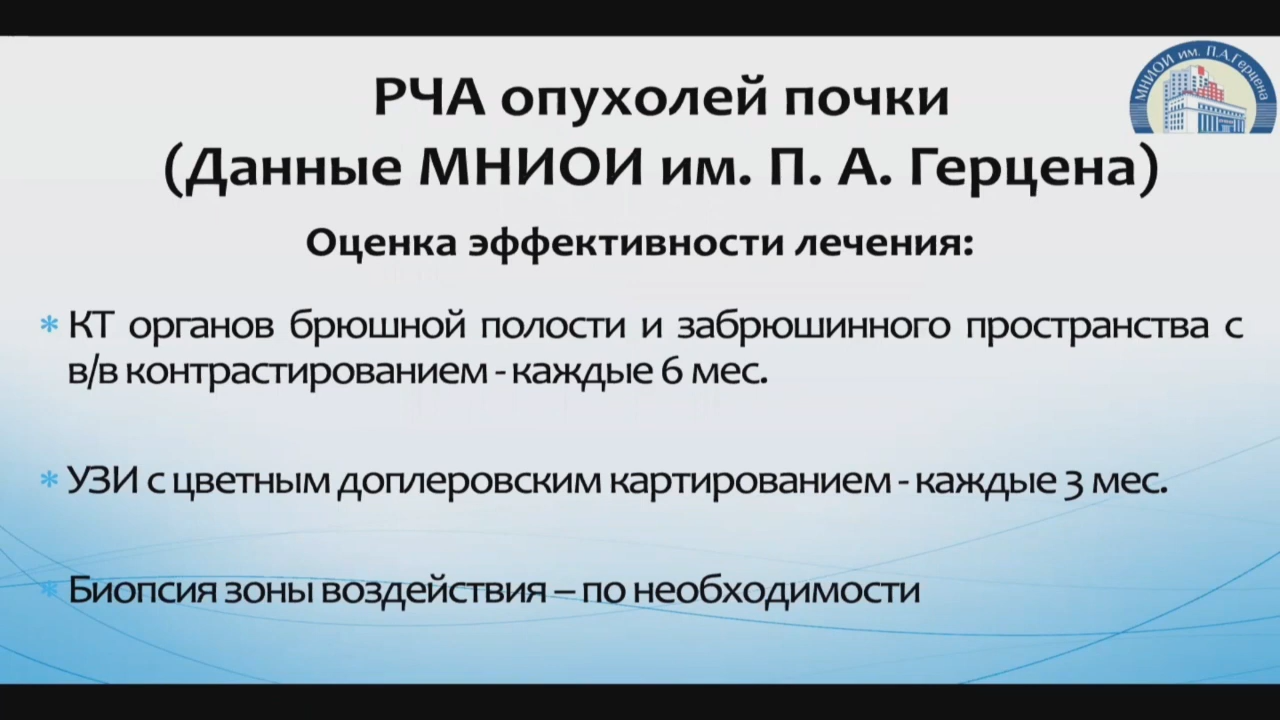 МНИОИ им. П.А.Герцена
РЧА опухолей почки
(Данные МНИОИ им. П. А. Герцена)
Оценка эффективности лечения:
* КТ органов брюшной полости и забрюшинного пространства с
в/в контрастированием - каждые 6 мес.
* УЗИ с цветным доплеровским картированием - каждые 3 мес.
* Биопсия зоны воздействия – по необходимости